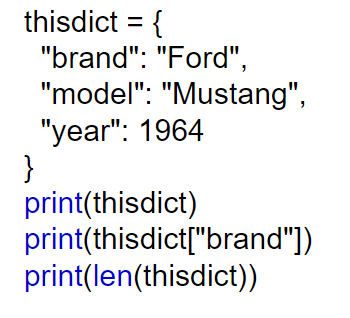 thisdict = {
  "brand": "Ford",
  "model": "Mustang",
  "year": 1964
}
print(thisdict)
print(thisdict["brand"])
print(len(thisdict))